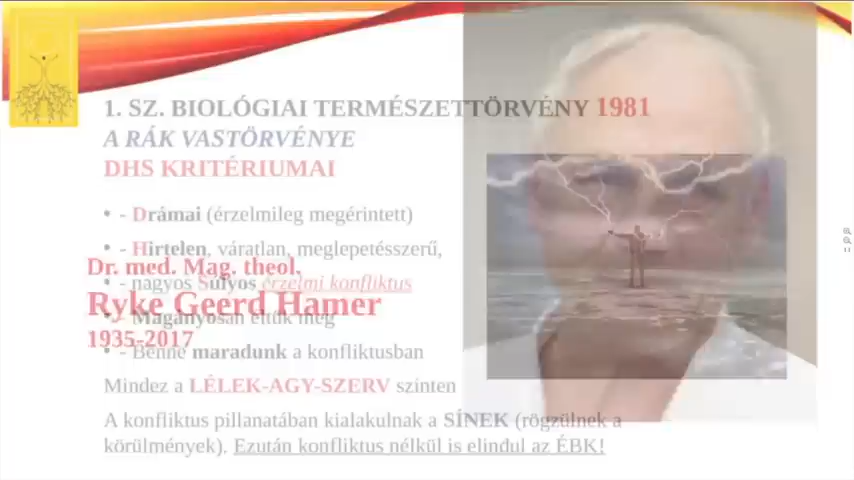 1. SZ. BIOLÓGIAI TERMÉSZETTÖRVÉNY 1981
A RÁK VASTÖRVÉNYE
DHS KRITÉRIUMAI
• - Drámai (érzelmileg megérintett)
• - Hirtelen, váratlan, meglepetésszerű,
Dr. med. Mag. theol.
• - nagyos Súlyos érzelmi konfliktus
Ryke Geerd Hamer
• - Magányosan éltük meg
1935-2017
• - Benne maradunk a konfliktusban
Mindez a LÉLEK-AGY-SZERV szinten
A konfliktus pillanatában kialakulnak a SÍNEK (rögzülnek a
körülmények). Ezután konfliktus nélkül is elindul az ÉBK!